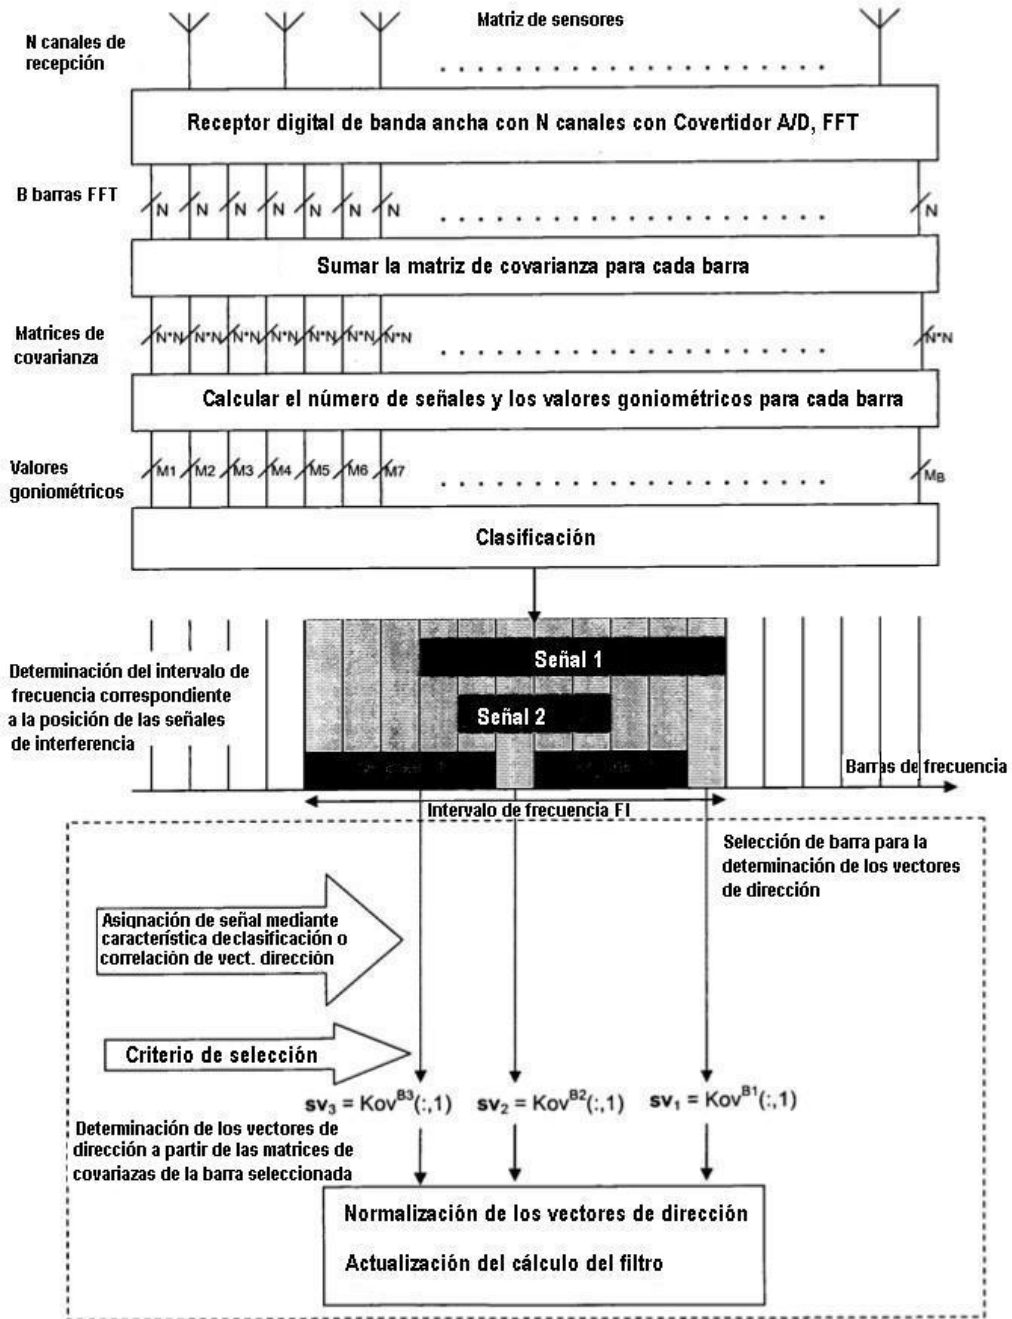 Matriz de sensores
N canales de
recepción
Receptor digital de banda ancha con N canales con Covertidor A/D, FFT
B barras FFT
N N N N N N N N
Sumar la matriz de covarianza para cada barra
Matrices de
covarianza
N*N N*N N*N N*N N*N N*N N*N N*N
Calcular el número de señales y los valores goniométricos para cada barra
Valores
goniométricos
M1 M2 M3 M4 M5 M6 M7 MB
Clasificación
Determinación del intervalo de
frecuencia correspondiente
a la posición de las señales
de interferencia
Señal 1
Señal 2
Barras de frecuencia
Intervalo de frecuencia FI
Selección de barra para la
determinación de los vectores
de dirección
Asignación de señal mediante
característica de clasificación o
correlación de vect. dirección
Criterio de selección
sv₃ = Kov^B3(:,1) sv₂ = Kov^B2(:,1) sv₁ = Kov^B1(:,1)
Determinación de los vectores de
dirección a partir de las matrices de
covariazas de la barra seleccionada
Normalización de los vectores de dirección
Actualización del cálculo del filtro